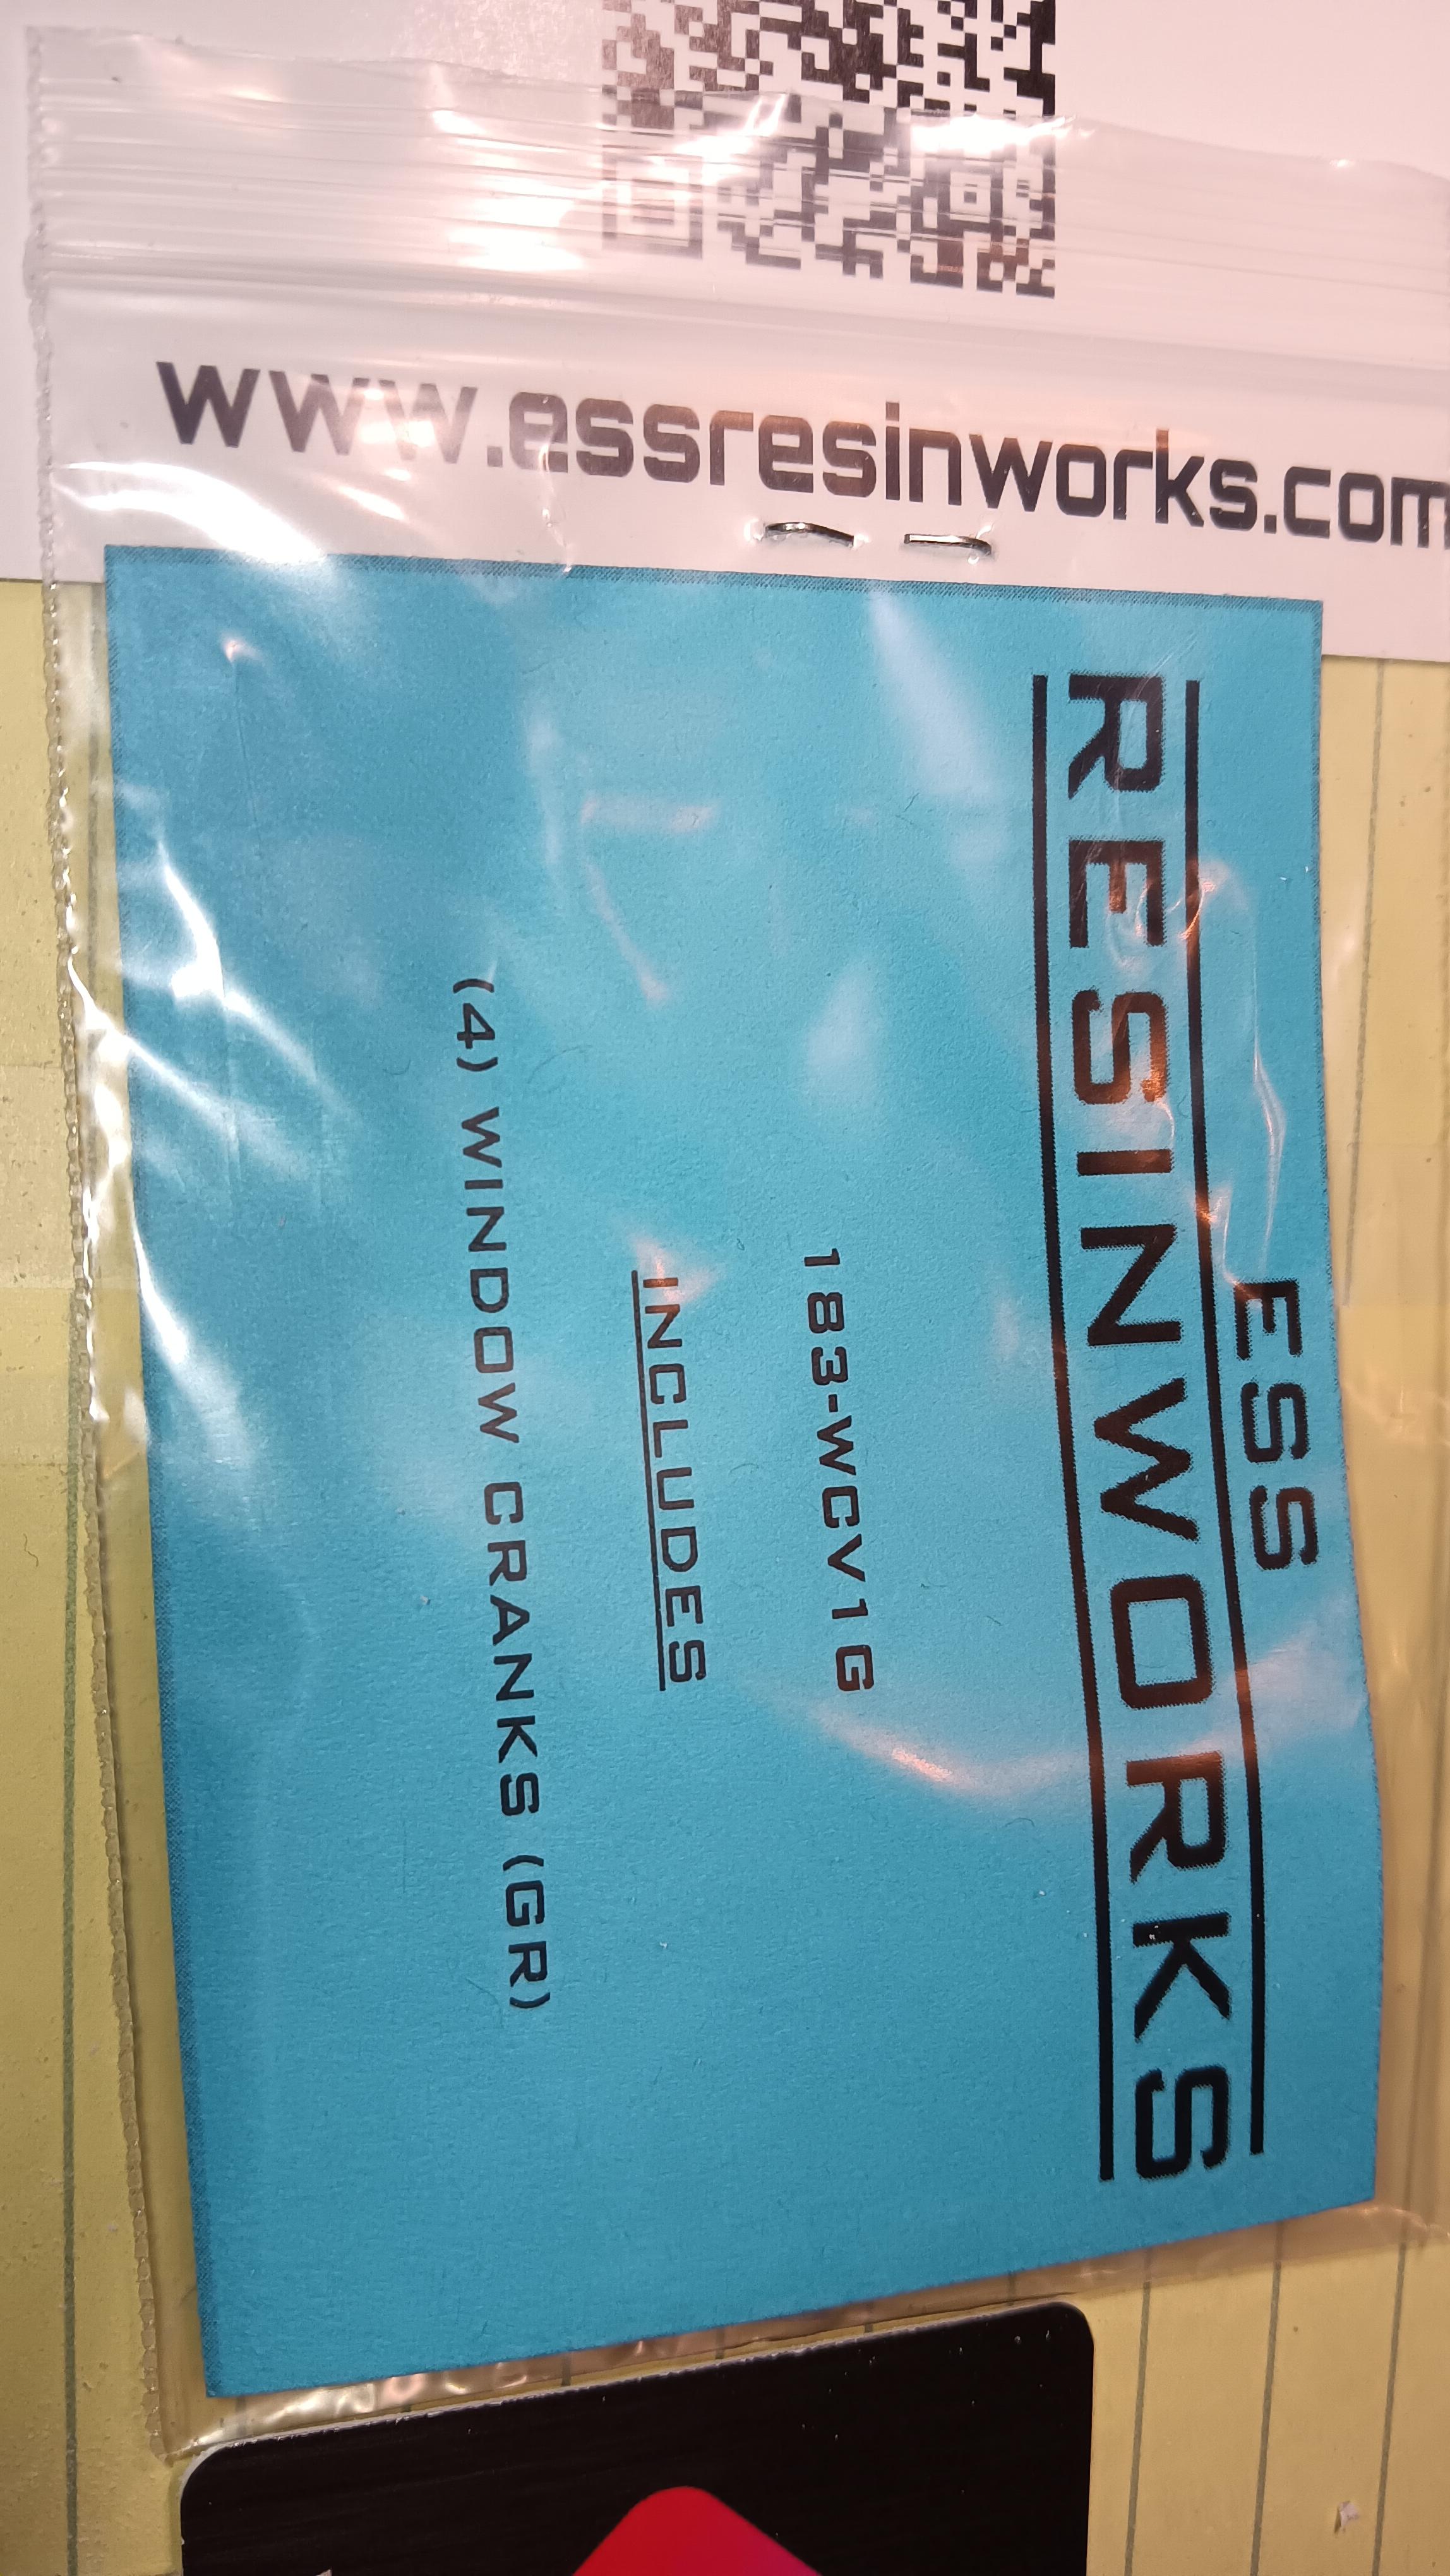 www.essresinworks.com
ESS
RESINWORKS
183-WCV1G
INCLUDES
(4) WINDOW CRANKS (GR)